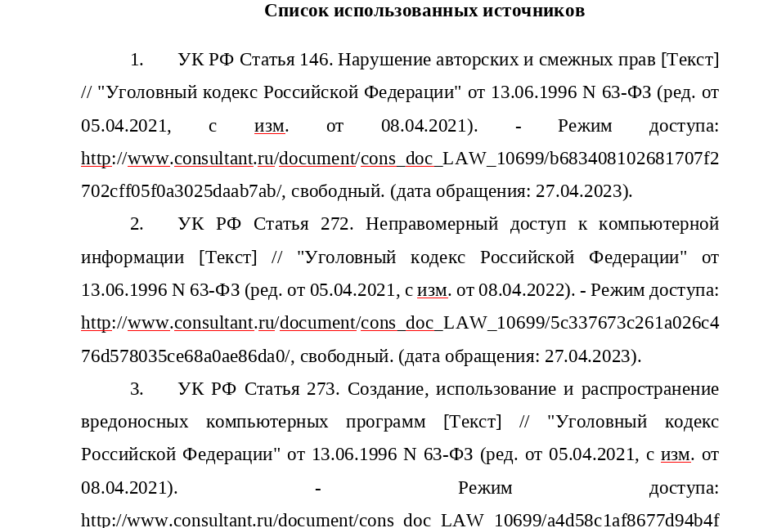 Список использованных источников
1. УК РФ Статья 146. Нарушение авторских и смежных прав [Текст]
// "Уголовный кодекс Российской Федерации" от 13.06.1996 N 63-ФЗ (ред. от
05.04.2021, с изм. от 08.04.2021). - Режим доступа:
http://www.consultant.ru/document/cons_doc_LAW_10699/b683408102681707f2
702cff05f0a3025daab7ab/, свободный. (дата обращения: 27.04.2023).
2. УК РФ Статья 272. Неправомерный доступ к компьютерной
информации [Текст] // "Уголовный кодекс Российской Федерации" от
13.06.1996 N 63-ФЗ (ред. от 05.04.2021, с изм. от 08.04.2022). - Режим доступа:
http://www.consultant.ru/document/cons_doc_LAW_10699/5c337673c261a026c4
76d578035ce68a0ae86da0/, свободный. (дата обращения: 27.04.2023).
3. УК РФ Статья 273. Создание, использование и распространение
вредоносных компьютерных программ [Текст] // "Уголовный кодекс
Российской Федерации" от 13.06.1996 N 63-ФЗ (ред. от 05.04.2021, с изм. от
08.04.2021). - Режим доступа:
http://www.consultant.ru/document/cons_doc_LAW_10699/a4d58c1af8677d94b4f